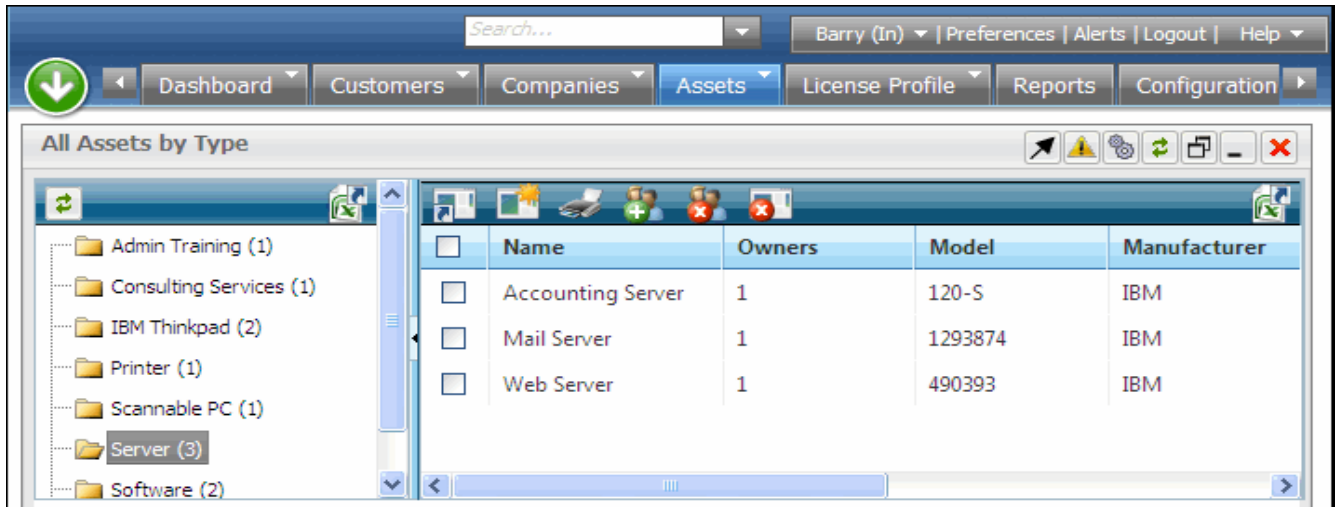 Search...
Barry (In) | Preferences | Alerts | Logout | Help
Dashboard Customers Companies Assets License Profile Reports Configuration
All Assets by Type
Admin Training (1)
Consulting Services (1)
IBM Thinkpad (2)
Printer (1)
Scannable PC (1)
Server (3)
Software (2)
Name Owners Model Manufacturer
Accounting Server 1 120-S IBM
Mail Server 1 1293874 IBM
Web Server 1 490393 IBM